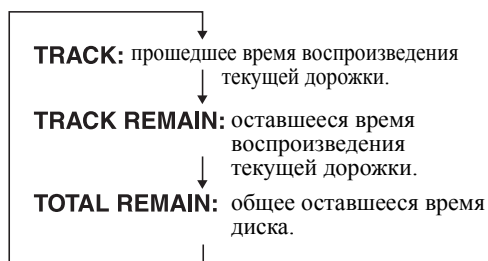 TRACK: прошедшее время воспроизведения
текущей дорожки.
TRACK REMAIN: оставшееся время
воспроизведения
текущей дорожки.
TOTAL REMAIN: общее оставшееся время
диска.